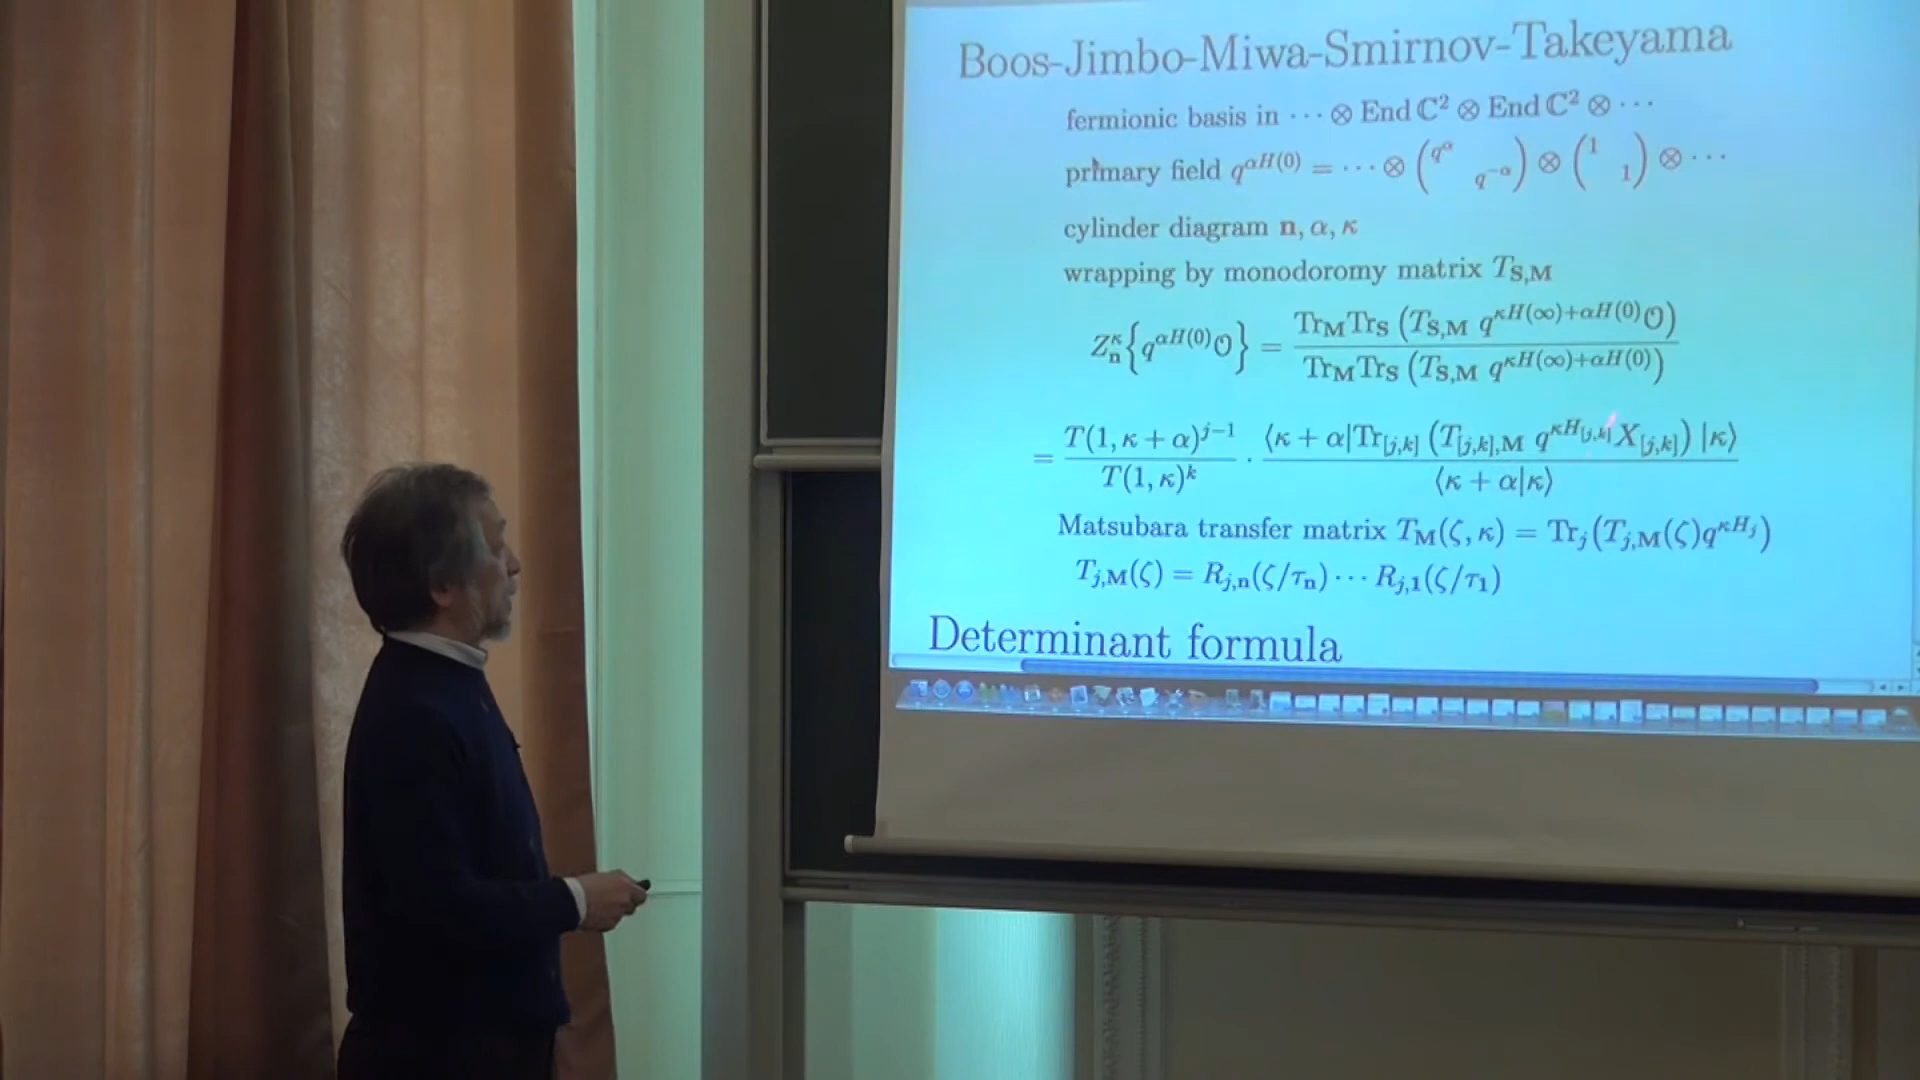 Boos-Jimbo-Miwa-Smirnov-Takeyama
fermionic basis in ··· ⊗ End ℂ² ⊗ End ℂ² ⊗ ···
primary field q^{αH(0)} = ··· ⊗ (q^α q^{-α}) ⊗ (1 1) ⊗ ···
cylinder diagram n, α, κ
wrapping by monodoromy matrix T_{S,M}
Z_n^κ{q^{αH(0)}O} = Tr_M Tr_S (T_{S,M} q^{κH(∞)+αH(0)}O) / Tr_M Tr_S (T_{S,M} q^{κH(∞)+αH(0)})
= T(1, κ + α)^{j-1} / T(1, κ)^k · ⟨κ + α|Tr_{[j,k]} (T_{[j,k],M} q^{κH_{[j,k]}} X_{[j,k]}) |κ⟩ / ⟨κ + α|κ⟩
Matsubara transfer matrix T_M(ζ, κ) = Tr_j(T_{j,M}(ζ)q^{κH_j})
T_{j,M}(ζ) = R_{j,n}(ζ/τ_n) ··· R_{j,1}(ζ/τ_1)
Determinant formula